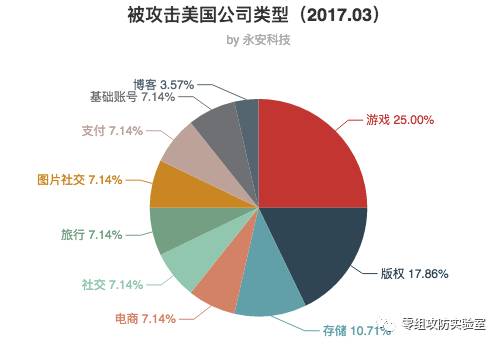 被攻击美国公司类型（2017.03）
by 永安科技
博客 3.57%
基础账号 7.14%
支付 7.14%
图片社交 7.14%
旅行 7.14%
社交 7.14%
电商 7.14%
游戏 25.00%
版权 17.86%
存储 10.71%
零组攻防实验室